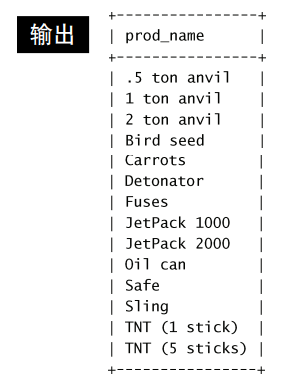 输出
+----------------+
| prod_name      |
+----------------+
| .5 ton anvil   |
| 1 ton anvil    |
| 2 ton anvil    |
| Bird seed      |
| Carrots        |
| Detonator      |
| Fuses          |
| JetPack 1000   |
| JetPack 2000   |
| Oil can        |
| Safe           |
| Sling          |
| TNT (1 stick)  |
| TNT (5 sticks) |
+----------------+